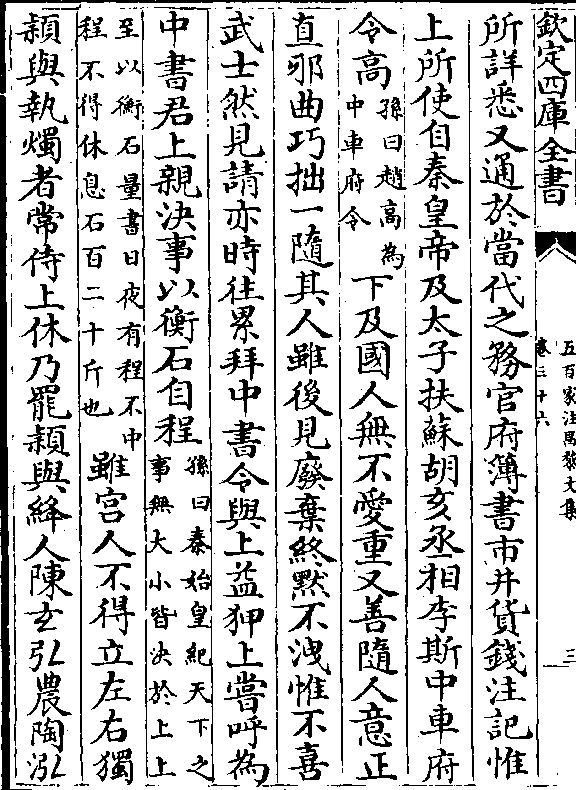 欽定四庫全書
五百家注昌黎文集
卷三十六
三
所詳悉又通於當代之務官府簿書市井貨錢注記惟
上所使自秦皇帝及太子扶蘇胡亥丞相李斯中車府
令高
孫曰趙高為
中車府令
下及國人無不愛重又善隨人意正
直邪曲巧拙一隨其人雖後見廢棄終黙不洩惟不喜
武士然見請亦時往累拜中書令與上益狎上嘗呼為
中書君上親決事以衡石自程
孫曰秦始皇紀天下之
事無大小皆決於上上
至以衡石量書日夜有程不中
程不得休息石百二十斤也
雖宫人不得立左右獨
頴與執燭者常侍上休乃罷頴與絳人陳玄弘農陶泓